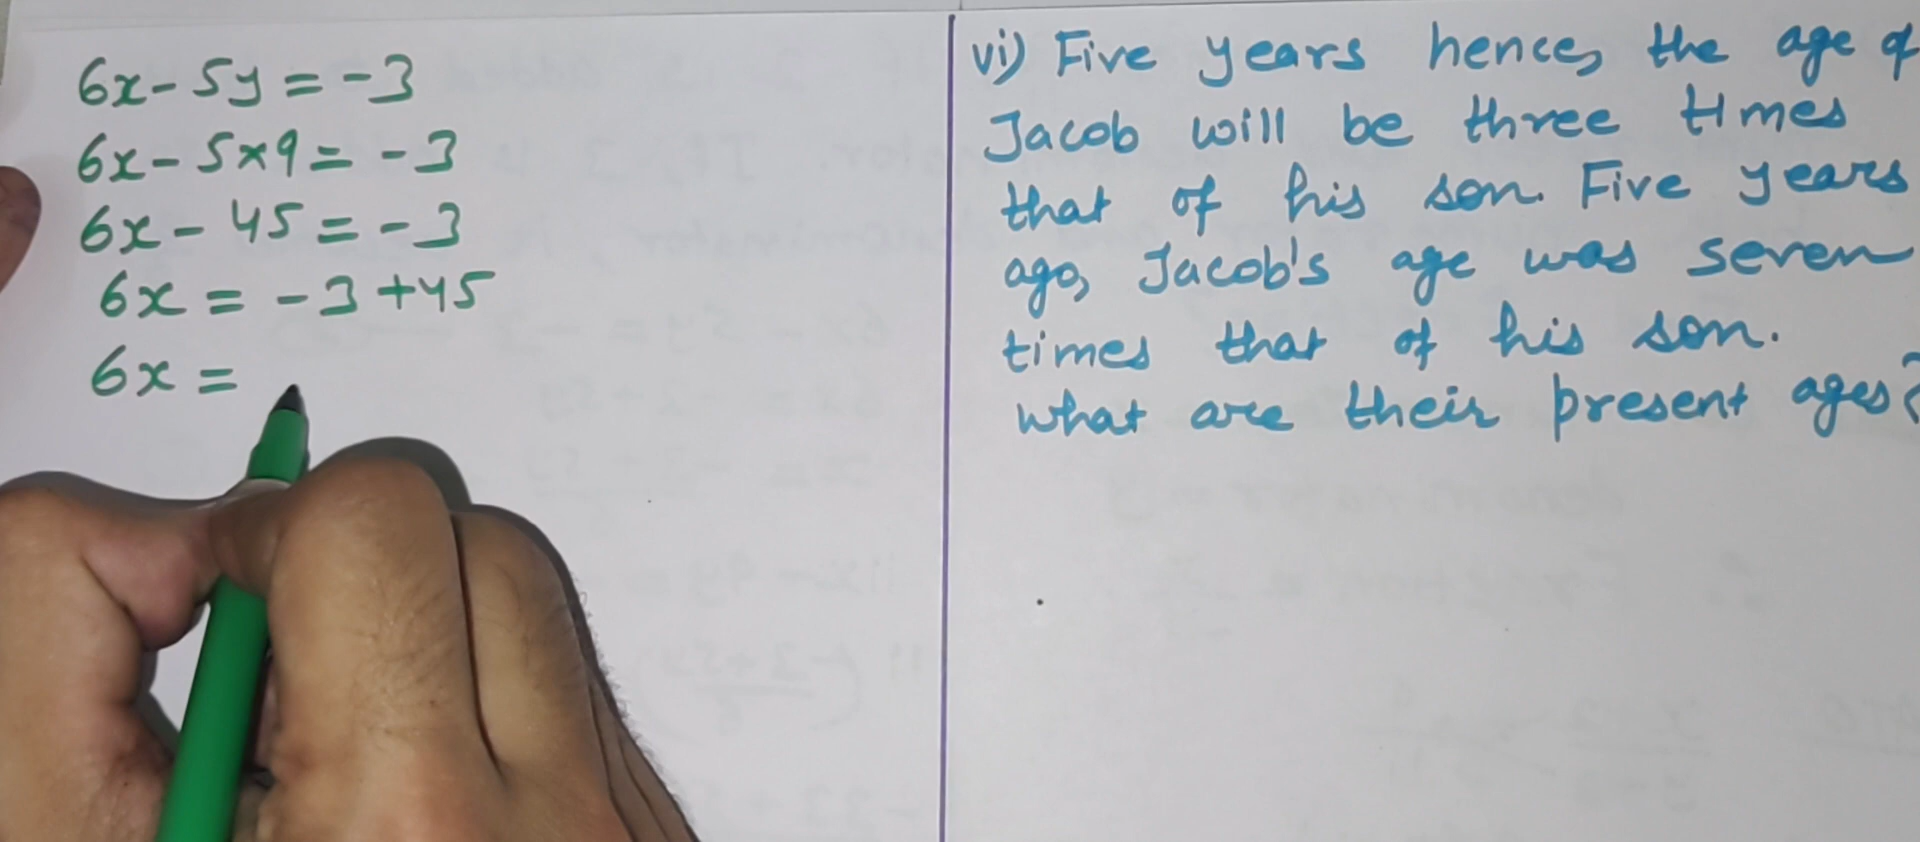 6x - 5y = -3
6x - 5×9 = -3
6x - 45 = -3
6x = -3 +45
6x =
vi) Five years hence, the age of
Jacob will be three times
that of his son. Five years
ago, Jacob's age was seven
times that of his son.
what are their present ages?